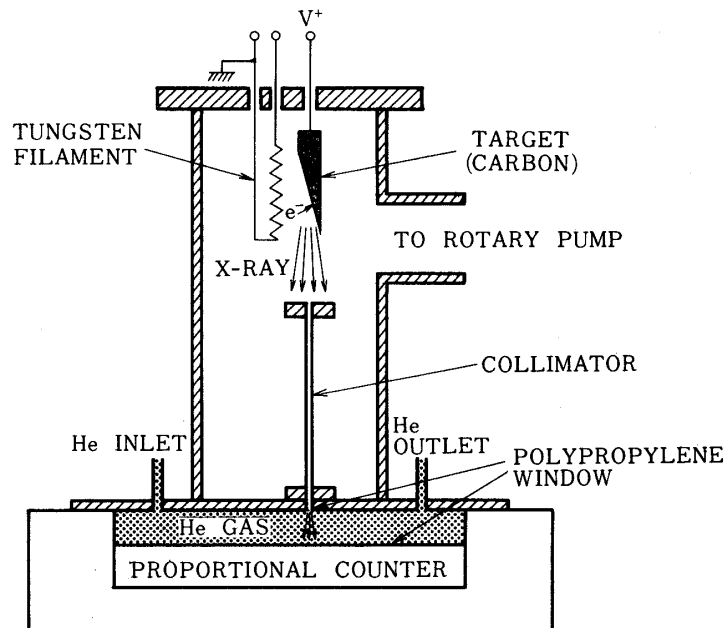 V+
TUNGSTEN
FILAMENT
TARGET
(CARBON)
e-
TO ROTARY PUMP
X-RAY
COLLIMATOR
He INLET
He
OUTLET
POLYPROPYLENE
WINDOW
He GAS
PROPORTIONAL COUNTER